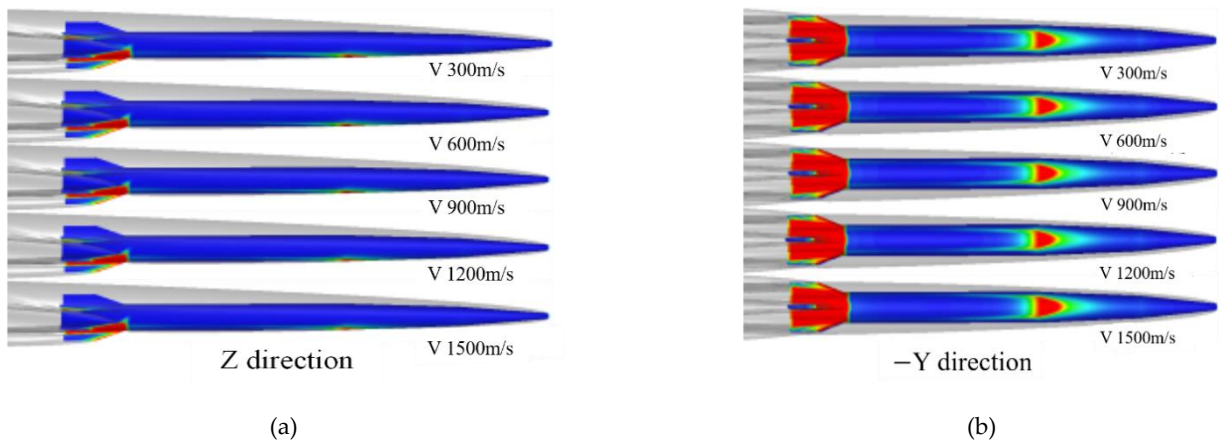 V 300m/s
V 600m/s
V 900m/s
V 1200m/s
V 1500m/s
Z direction
(a)
V 300m/s
V 600m/s
V 900m/s
V 1200m/s
V 1500m/s
−Y direction
(b)